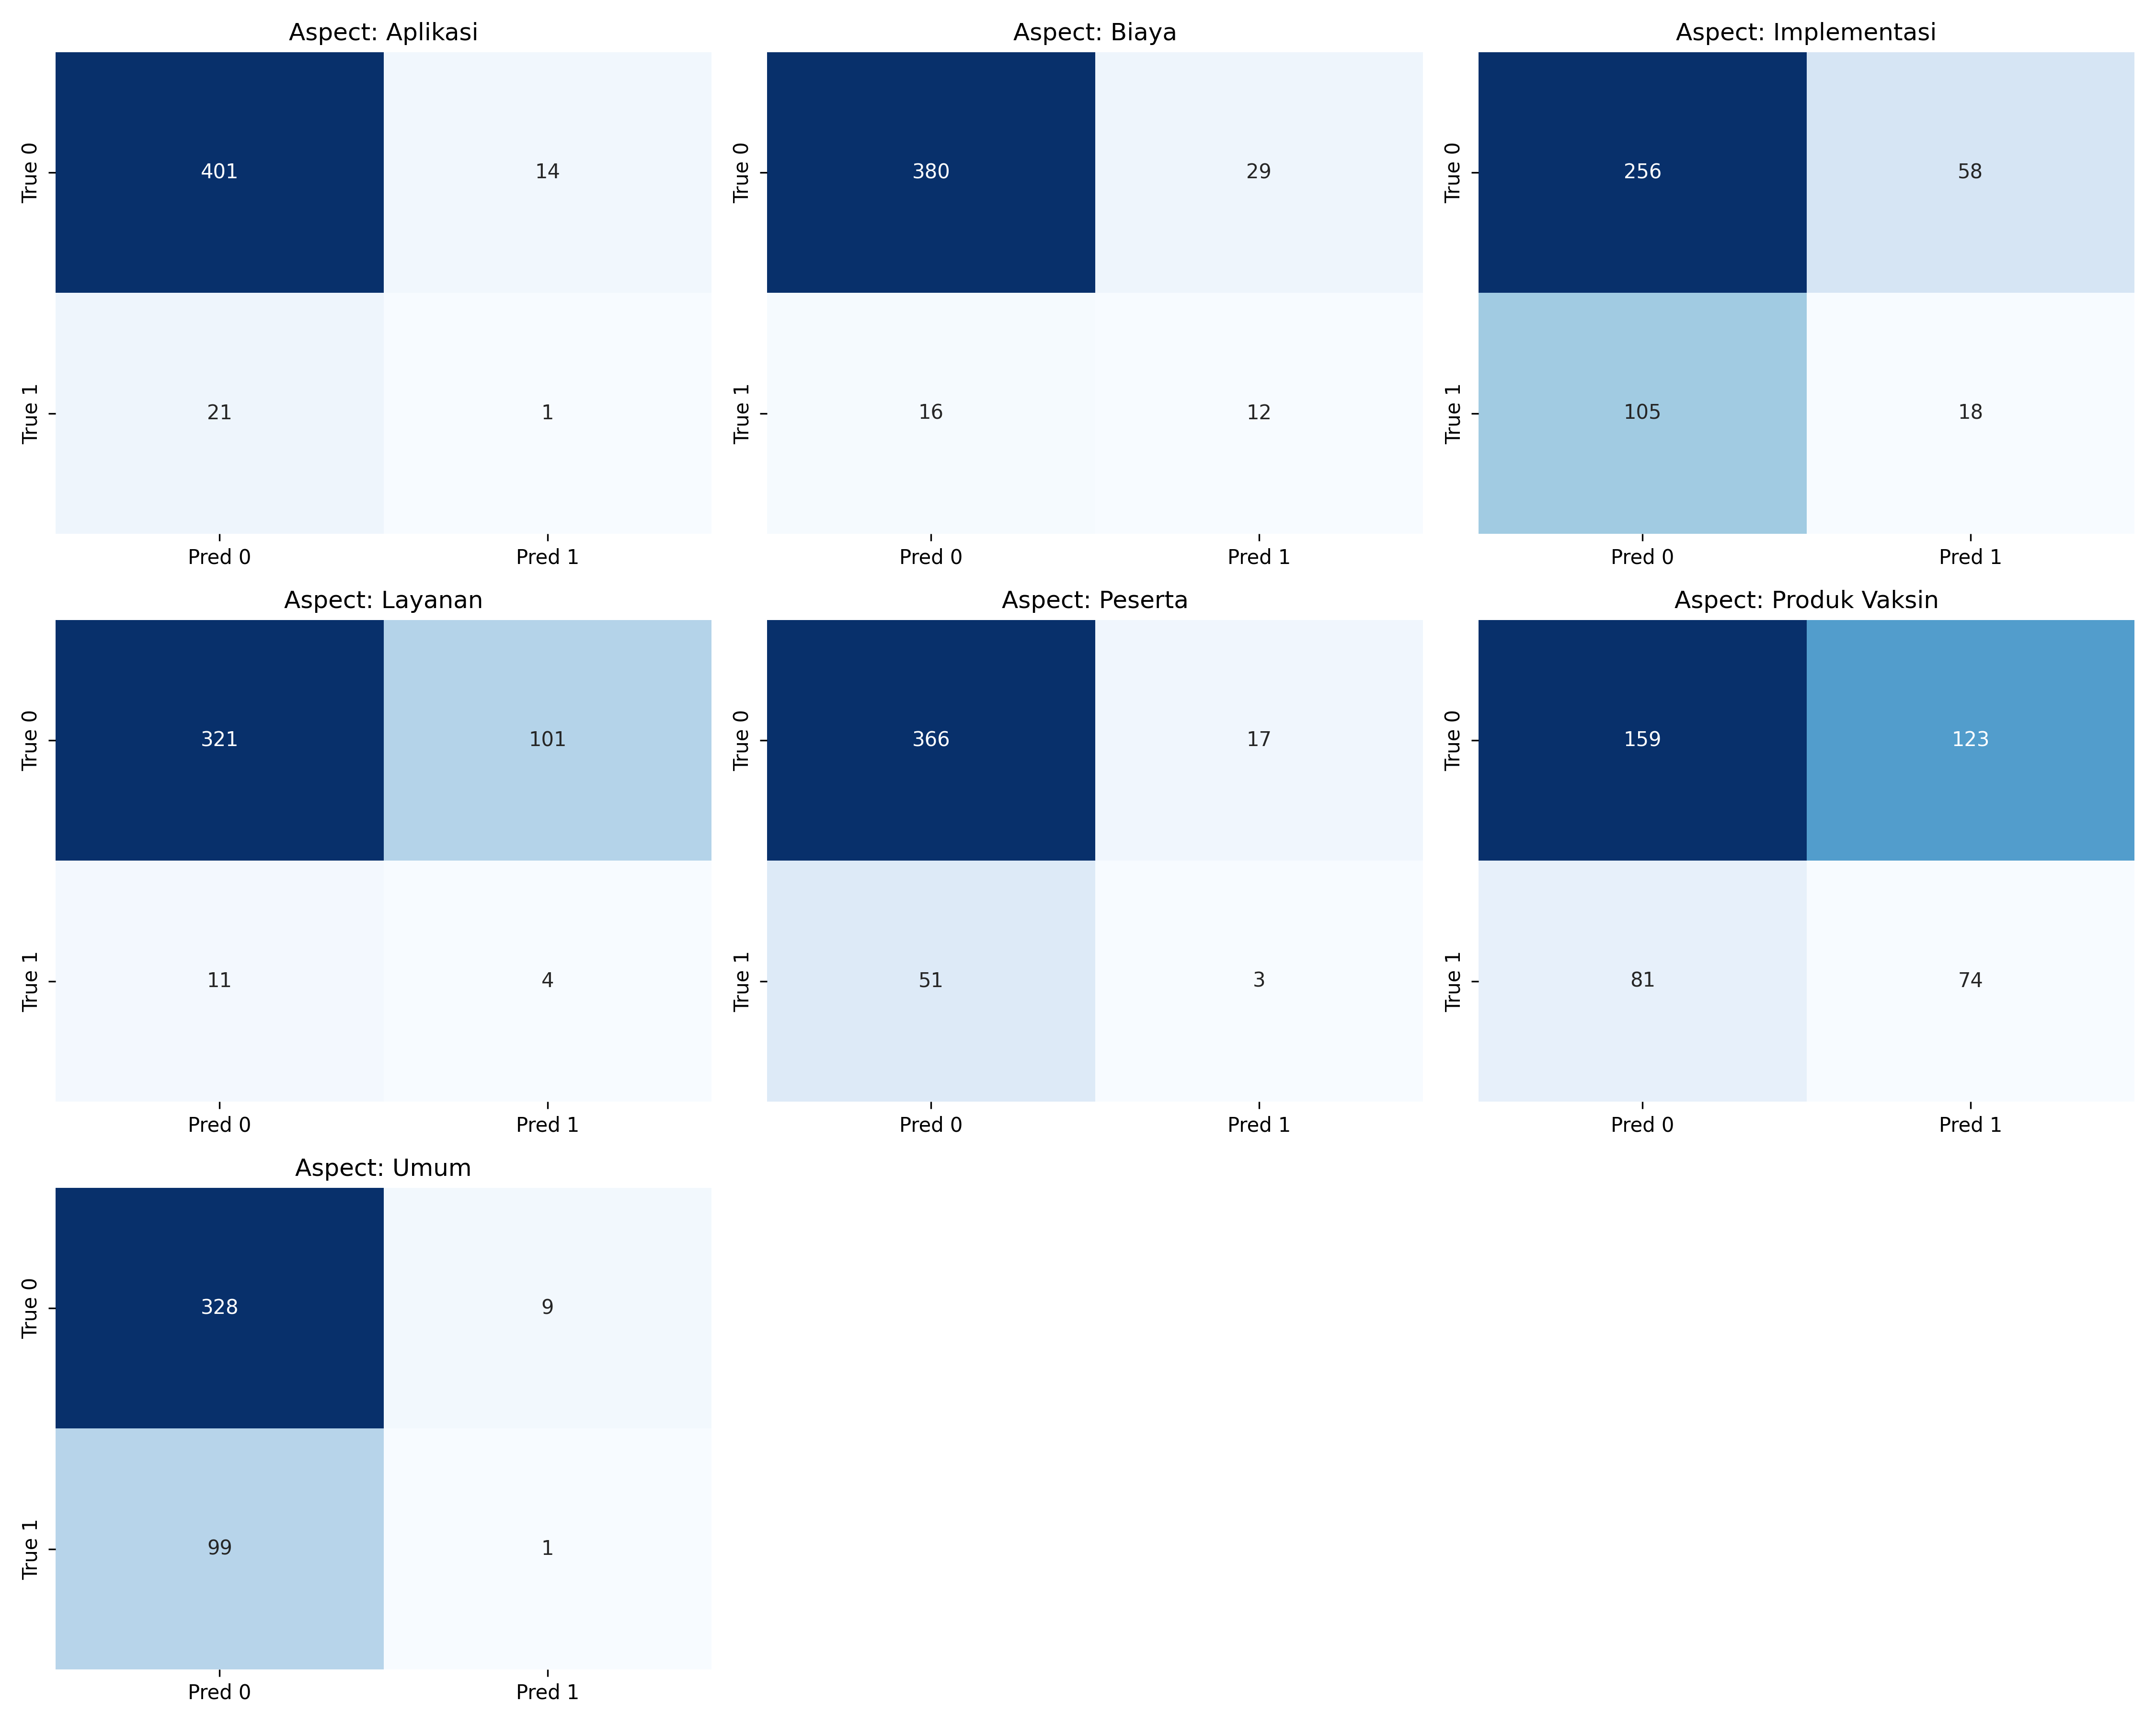 Aspect: Aplikasi
True 0
401
14
True 1
21
1
Pred 0
Pred 1
Aspect: Biaya
True 0
380
29
True 1
16
12
Pred 0
Pred 1
Aspect: Implementasi
True 0
256
58
True 1
105
18
Pred 0
Pred 1
Aspect: Layanan
True 0
321
101
True 1
11
4
Pred 0
Pred 1
Aspect: Peserta
True 0
366
17
True 1
51
3
Pred 0
Pred 1
Aspect: Produk Vaksin
True 0
159
123
True 1
81
74
Pred 0
Pred 1
Aspect: Umum
True 0
328
9
True 1
99
1
Pred 0
Pred 1